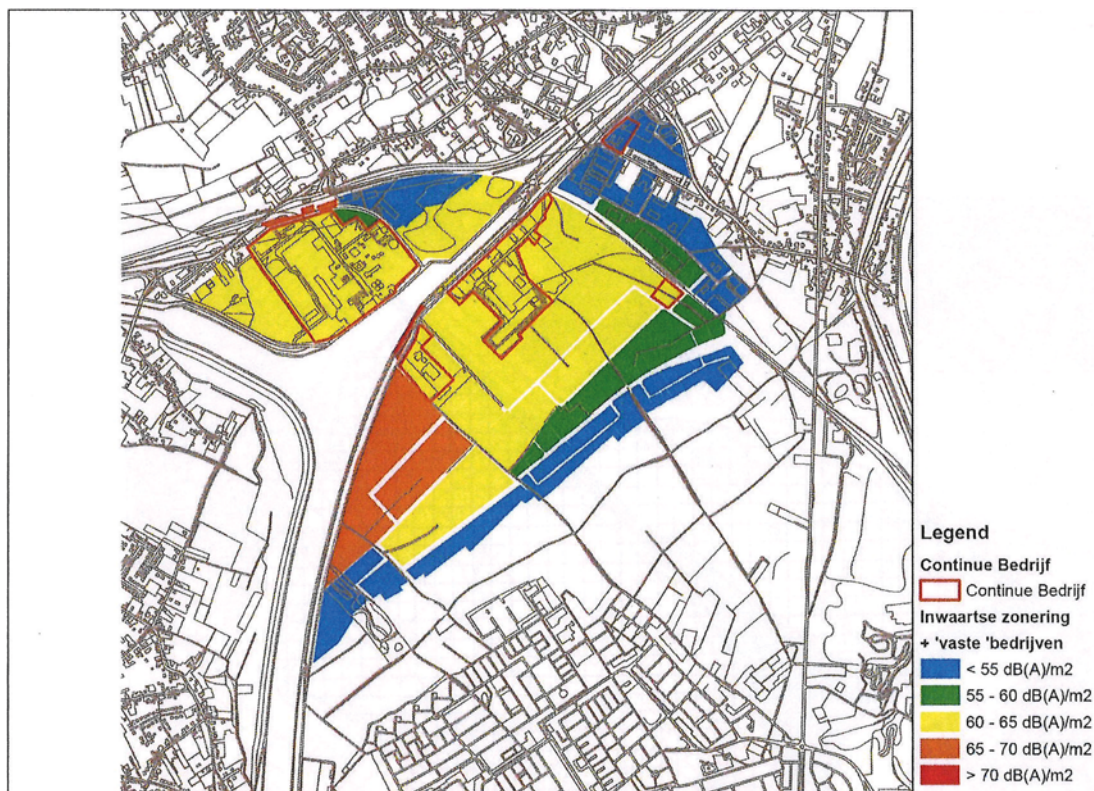 Legend
Continue Bedrijf
Continue Bedrijf
Inwaartse zonering
+ 'vaste 'bedrijven
< 55 dB(A)/m2
55 - 60 dB(A)/m2
60 - 65 dB(A)/m2
65 - 70 dB(A)/m2
> 70 dB(A)/m2